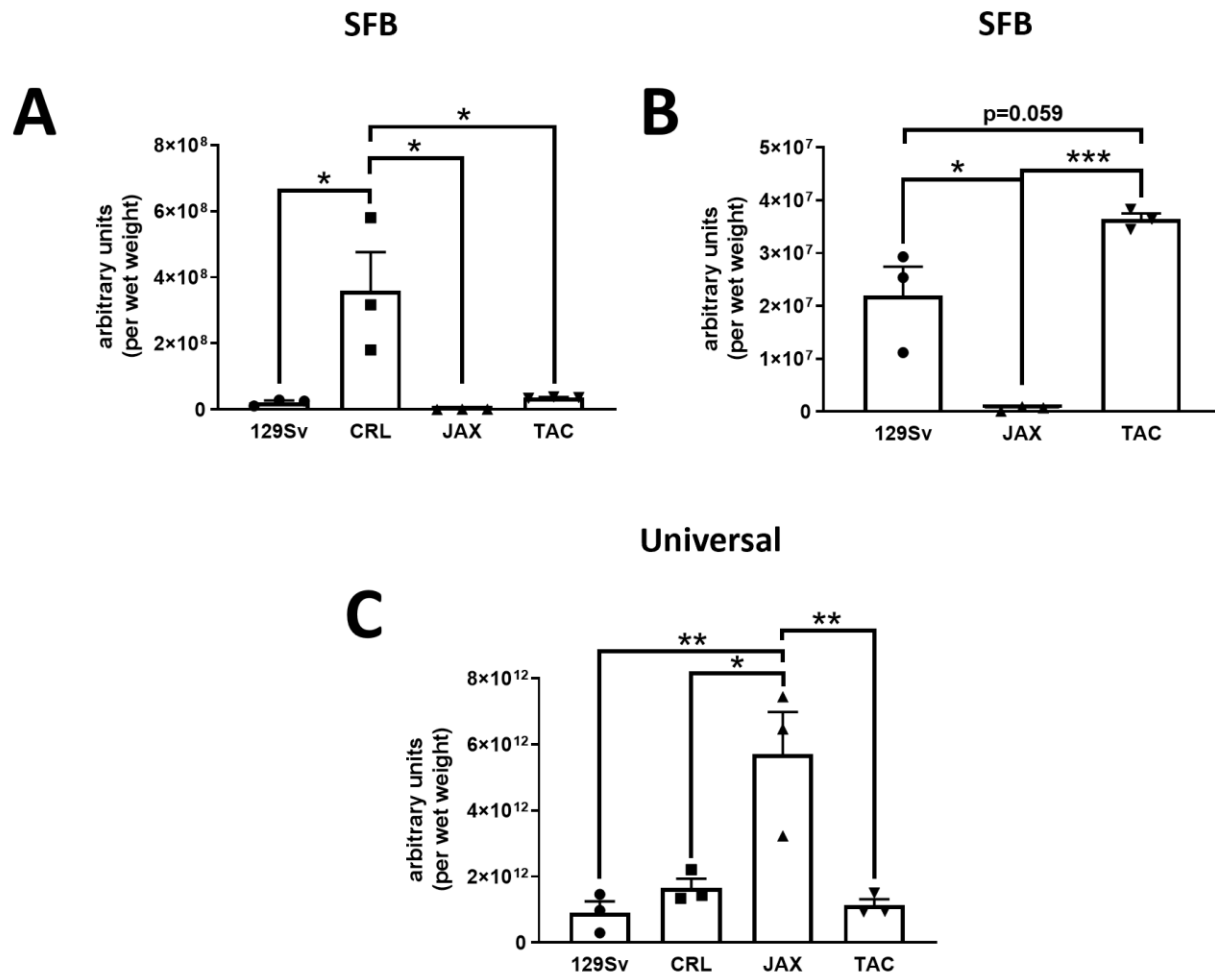 SFB
SFB
A
B
8×10⁸
6×10⁸
4×10⁸
2×10⁸
0
arbitrary units
(per wet weight)
*
*
*
129Sv CRL JAX TAC
p=0.059
5×10⁷
4×10⁷
3×10⁷
2×10⁷
1×10⁷
0
arbitrary units
(per wet weight)
*
***
129Sv JAX TAC
Universal
C
8×10¹²
6×10¹²
4×10¹²
2×10¹²
0
arbitrary units
(per wet weight)
**
*
**
129Sv CRL JAX TAC